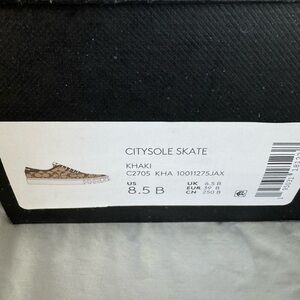 CITYSOLE SKATE
KHAKI
C2705 KHA 10011275JAX
US UK 6.5 B
8.5 B EUR 39 B
CN 250 B